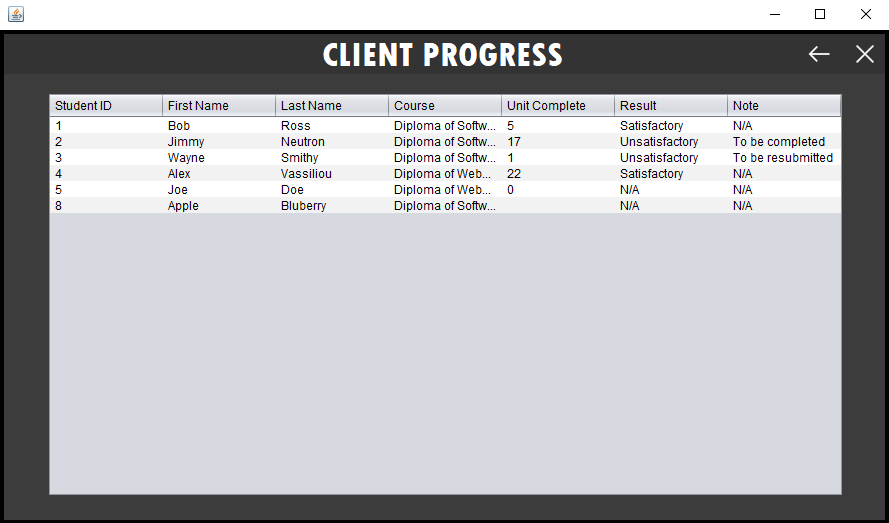 CLIENT PROGRESS
Student ID First Name Last Name Course Unit Complete Result Note
1 Bob Ross Diploma of Softw... 5 Satisfactory N/A
2 Jimmy Neutron Diploma of Softw... 17 Unsatisfactory To be completed
3 Wayne Smithy Diploma of Softw... 1 Unsatisfactory To be resubmitted
4 Alex Vassiliou Diploma of Web... 22 Satisfactory N/A
5 Joe Doe Diploma of Web... 0 N/A N/A
8 Apple Bluberry Diploma of Softw... N/A N/A